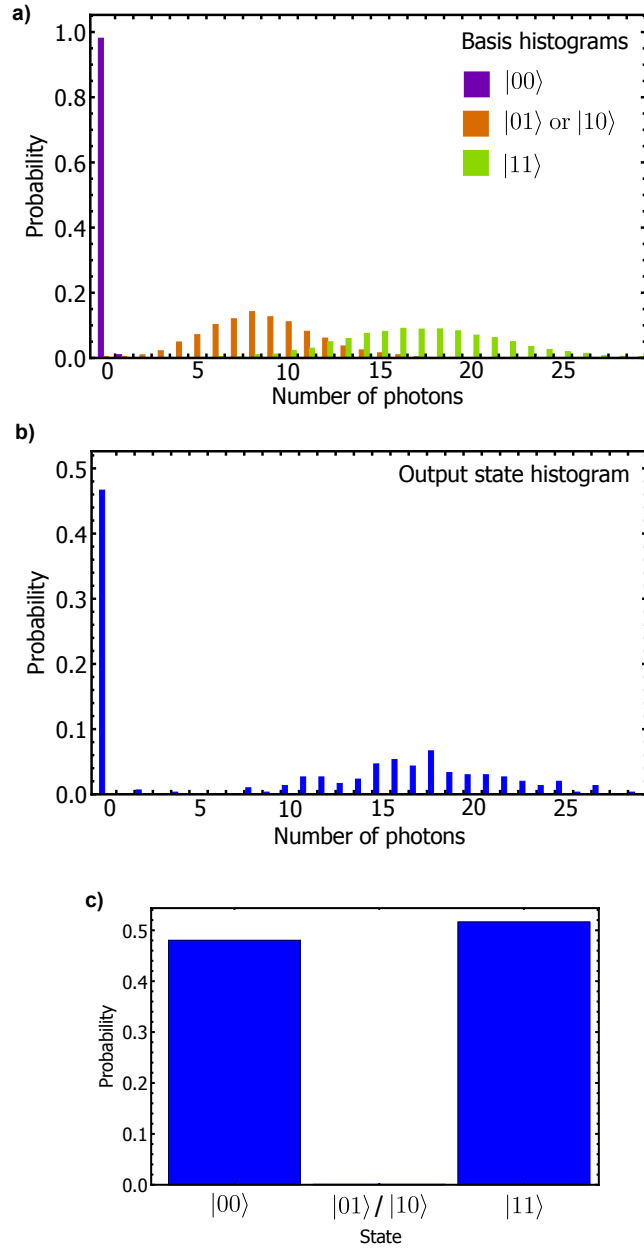 a)
1.0
0.8
0.6
0.4
0.2
0.0
Probability
Basis histograms
|00⟩
|01⟩ or |10⟩
|11⟩
0 5 10 15 20 25
Number of photons
b)
0.5
0.4
0.3
0.2
0.1
0.0
Probability
Output state histogram
0 5 10 15 20 25
Number of photons
c)
0.5
0.4
0.3
0.2
0.1
0.0
Probability
|00⟩ |01⟩/|10⟩ |11⟩
State